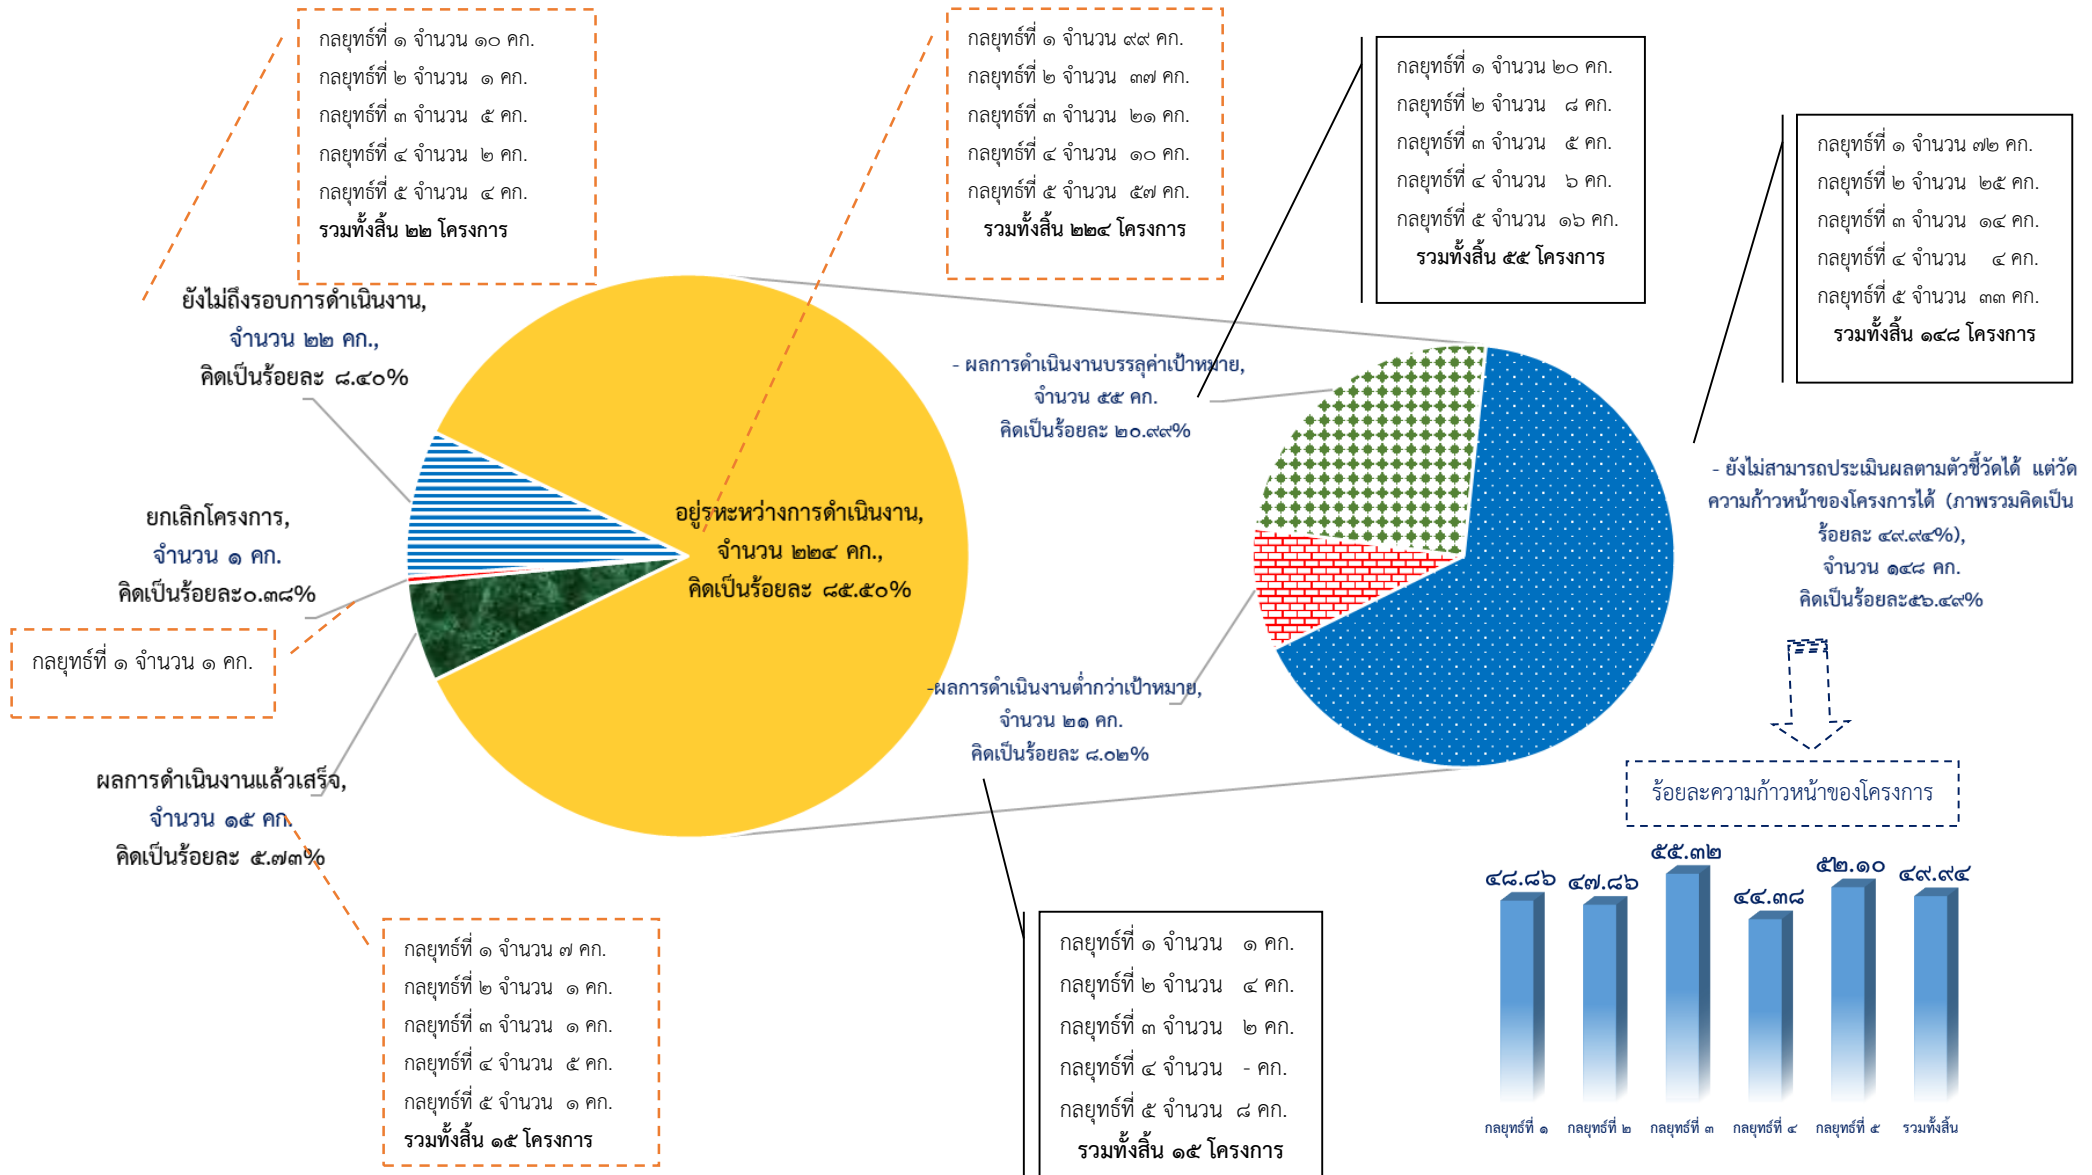 กลยุทธ์ที่ ๑ จำนวน ๑๐ คก.
กลยุทธ์ที่ ๒ จำนวน ๑ คก.
กลยุทธ์ที่ ๓ จำนวน ๕ คก.
กลยุทธ์ที่ ๔ จำนวน ๒ คก.
กลยุทธ์ที่ ๕ จำนวน ๔ คก.
รวมทั้งสิ้น ๒๒ โครงการ
กลยุทธ์ที่ ๑ จำนวน ๙๙ คก.
กลยุทธ์ที่ ๒ จำนวน ๓๗ คก.
กลยุทธ์ที่ ๓ จำนวน ๒๑ คก.
กลยุทธ์ที่ ๔ จำนวน ๑๐ คก.
กลยุทธ์ที่ ๕ จำนวน ๕๗ คก.
รวมทั้งสิ้น ๒๒๔ โครงการ
กลยุทธ์ที่ ๑ จำนวน ๒๐ คก.
กลยุทธ์ที่ ๒ จำนวน ๘ คก.
กลยุทธ์ที่ ๓ จำนวน ๕ คก.
กลยุทธ์ที่ ๔ จำนวน ๖ คก.
กลยุทธ์ที่ ๕ จำนวน ๑๖ คก.
รวมทั้งสิ้น ๕๕ โครงการ
กลยุทธ์ที่ ๑ จำนวน ๗๒ คก.
กลยุทธ์ที่ ๒ จำนวน ๒๕ คก.
กลยุทธ์ที่ ๓ จำนวน ๑๔ คก.
กลยุทธ์ที่ ๔ จำนวน ๔ คก.
กลยุทธ์ที่ ๕ จำนวน ๓๓ คก.
รวมทั้งสิ้น ๑๔๘ โครงการ
ยังไม่ถึงรอบการดำเนินงาน,
จำนวน ๒๒ คก.,
คิดเป็นร้อยละ ๘.๔๐%
ยกเลิกโครงการ,
จำนวน ๑ คก.
คิดเป็นร้อยละ๐.๓๘%
กลยุทธ์ที่ ๑ จำนวน ๑ คก.
ผลการดำเนินงานแล้วเสร็จ,
จำนวน ๑๕ คก.
คิดเป็นร้อยละ ๕.๗๓%
อยู่รหะหว่างการดำเนินงาน,
จำนวน ๒๒๔ คก.,
คิดเป็นร้อยละ ๘๕.๕๐%
- ผลการดำเนินงานบรรลุค่าเป้าหมาย,
จำนวน ๕๕ คก.
คิดเป็นร้อยละ ๒๐.๙๙%
-ผลการดำเนินงานต่ำกว่าเป้าหมาย,
จำนวน ๒๑ คก.
คิดเป็นร้อยละ ๘.๐๒%
- ยังไม่สามารถประเมินผลตามตัวชี้วัดได้ แต่วัด
ความก้าวหน้าของโครงการได้ (ภาพรวมคิดเป็น
ร้อยละ ๔๙.๙๔%),
จำนวน ๑๔๘ คก.
คิดเป็นร้อยละ๕๖.๔๙%
กลยุทธ์ที่ ๑ จำนวน ๗ คก.
กลยุทธ์ที่ ๒ จำนวน ๑ คก.
กลยุทธ์ที่ ๓ จำนวน ๑ คก.
กลยุทธ์ที่ ๔ จำนวน ๕ คก.
กลยุทธ์ที่ ๕ จำนวน ๑ คก.
รวมทั้งสิ้น ๑๕ โครงการ
กลยุทธ์ที่ ๑ จำนวน ๑ คก.
กลยุทธ์ที่ ๒ จำนวน ๔ คก.
กลยุทธ์ที่ ๓ จำนวน ๒ คก.
กลยุทธ์ที่ ๔ จำนวน - คก.
กลยุทธ์ที่ ๕ จำนวน ๘ คก.
รวมทั้งสิ้น ๑๕ โครงการ
ร้อยละความก้าวหน้าของโครงการ
๔๘.๘๖ ๔๗.๘๖ ๕๕.๓๒ ๔๔.๓๘ ๕๒.๑๐ ๔๙.๙๔
กลยุทธ์ที่ ๑ กลยุทธ์ที่ ๒ กลยุทธ์ที่ ๓ กลยุทธ์ที่ ๔ กลยุทธ์ที่ ๕ รวมทั้งสิ้น